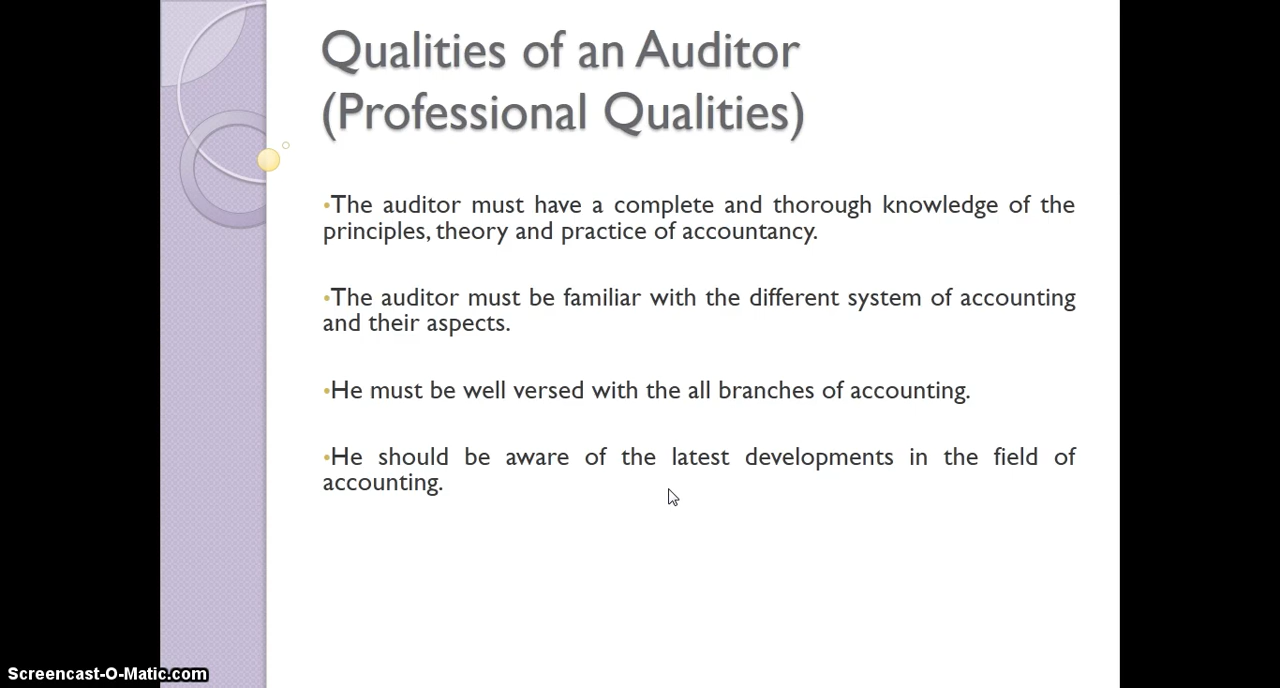 Qualities of an Auditor
(Professional Qualities)
•The auditor must have a complete and thorough knowledge of the
principles, theory and practice of accountancy.
•The auditor must be familiar with the different system of accounting
and their aspects.
•He must be well versed with the all branches of accounting.
•He should be aware of the latest developments in the field of
accounting.
Screencast-O-Matic.com